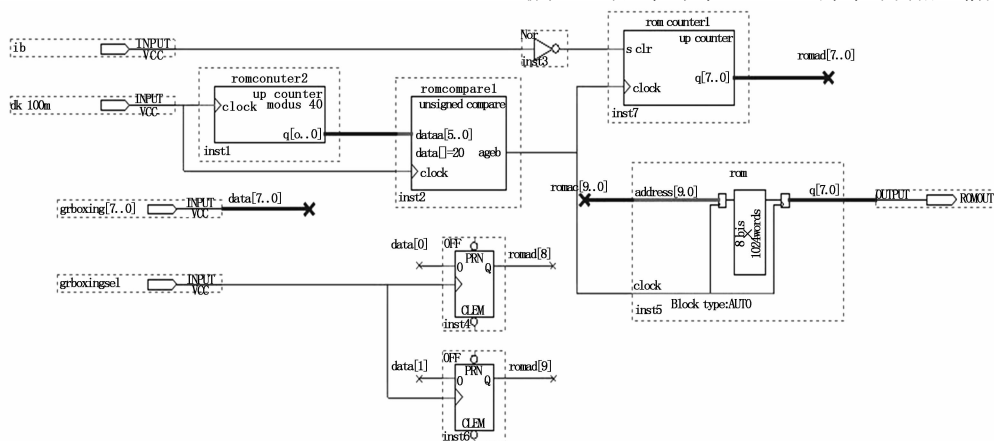 ib
INPUT
VCC
Nor
inst3
rom counter1
up counter
s clr
q[7..0]
clock
inst7
romad[7..0]
dk 100m
INPUT
VCC
romconuter2
up counter
modus 40
clock
q[o..0]
inst1
romcompare1
unsigned compare
dataa[5..0]
data[]=20
ageb
clock
inst2
grboxing[7..0]
INPUT
VCC
data[7..0]
romac[9..0]
rom
address[9.0]
q[7.0]
8 bis
1024words
clock
inst5
Block type:AUTO
OUTPUT
ROMOUT
grboxingsel
INPUT
VCC
data[0]
OFF
PRN
O
Q
CLEM
inst4
romad[8]
data[1]
OFF
PRN
O
Q
CLEM
inst6
romad[9]